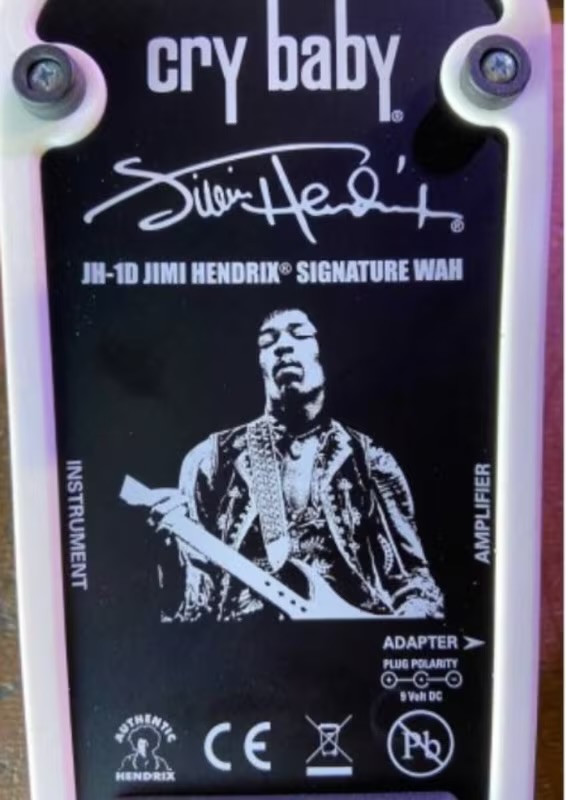 cry baby®
Jimi Hendrix®
JH-1D JIMI HENDRIX® SIGNATURE WAH
INSTRUMENT
AMPLIFIER
ADAPTER
PLUG POLARITY
+ - -
9 Volt DC
AUTHENTIC
HENDRIX
CE
Pb